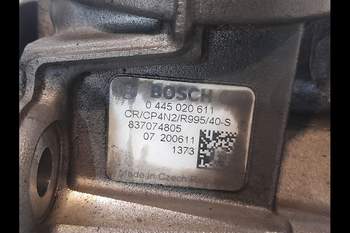 BOSCH
0 445 020 611
CR/CP4N2/R995/40-S
837074805
07 200611
1373
Made in Czech